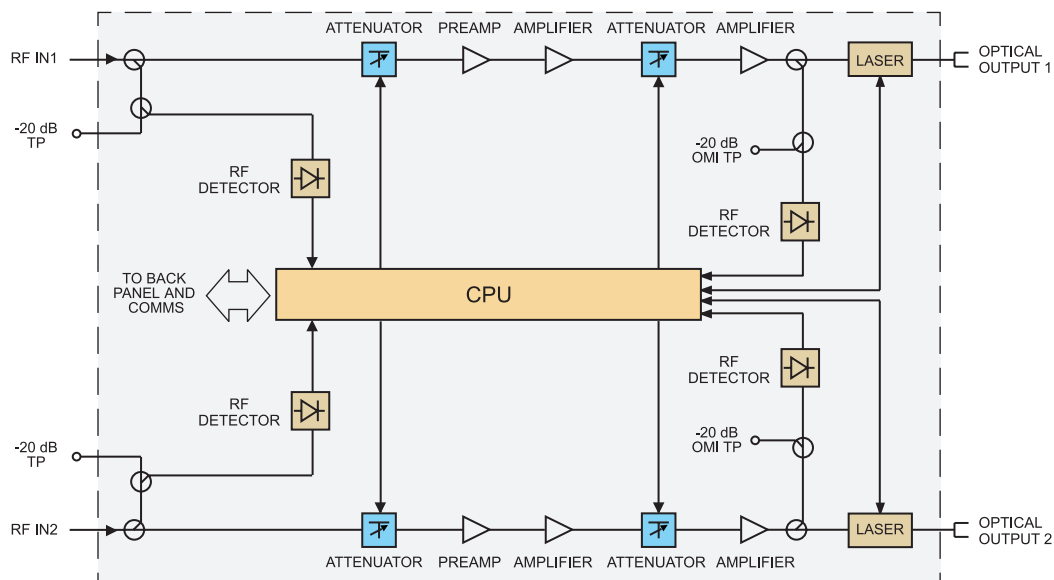 ATTENUATOR PREAMP AMPLIFIER ATTENUATOR AMPLIFIER
RF IN1
LASER
OPTICAL
OUTPUT 1
-20 dB
TP
-20 dB
OMI TP
RF
DETECTOR
RF
DETECTOR
TO BACK
PANEL AND
COMMS
CPU
RF
DETECTOR
RF
DETECTOR
-20 dB
TP
-20 dB
OMI TP
RF IN2
LASER
OPTICAL
OUTPUT 2
ATTENUATOR PREAMP AMPLIFIER ATTENUATOR AMPLIFIER